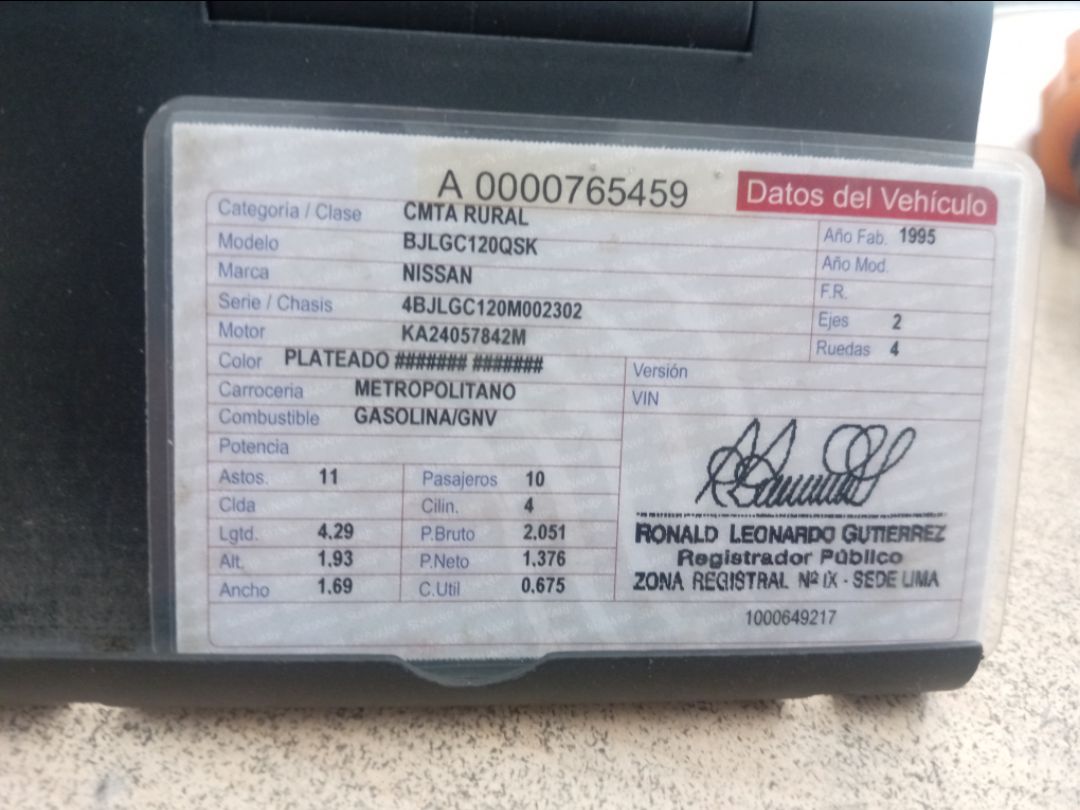 A 0000765459 Datos del Vehículo
Categoria / Clase CMTA RURAL
Modelo BJLGC120QSK
Marca NISSAN
Serie / Chasis 4BJLGC120M002302
Motor KA24057842M
Color PLATEADO ####### #######
Carroceria METROPOLITANO
Combustible GASOLINA/GNV
Potencia
Año Fab. 1995
Año Mod.
F.R.
Ejes 2
Ruedas 4
Versión
VIN
Astos. 11 Pasajeros 10
Clda Cilin. 4
Lgtd. 4.29 P.Bruto 2.051
Alt. 1.93 P.Neto 1.376
Ancho 1.69 C.Util 0.675
RONALD LEONARDO GUTIERREZ
Registrador Público
ZONA REGISTRAL Nº IX - SEDE LIMA
1000649217